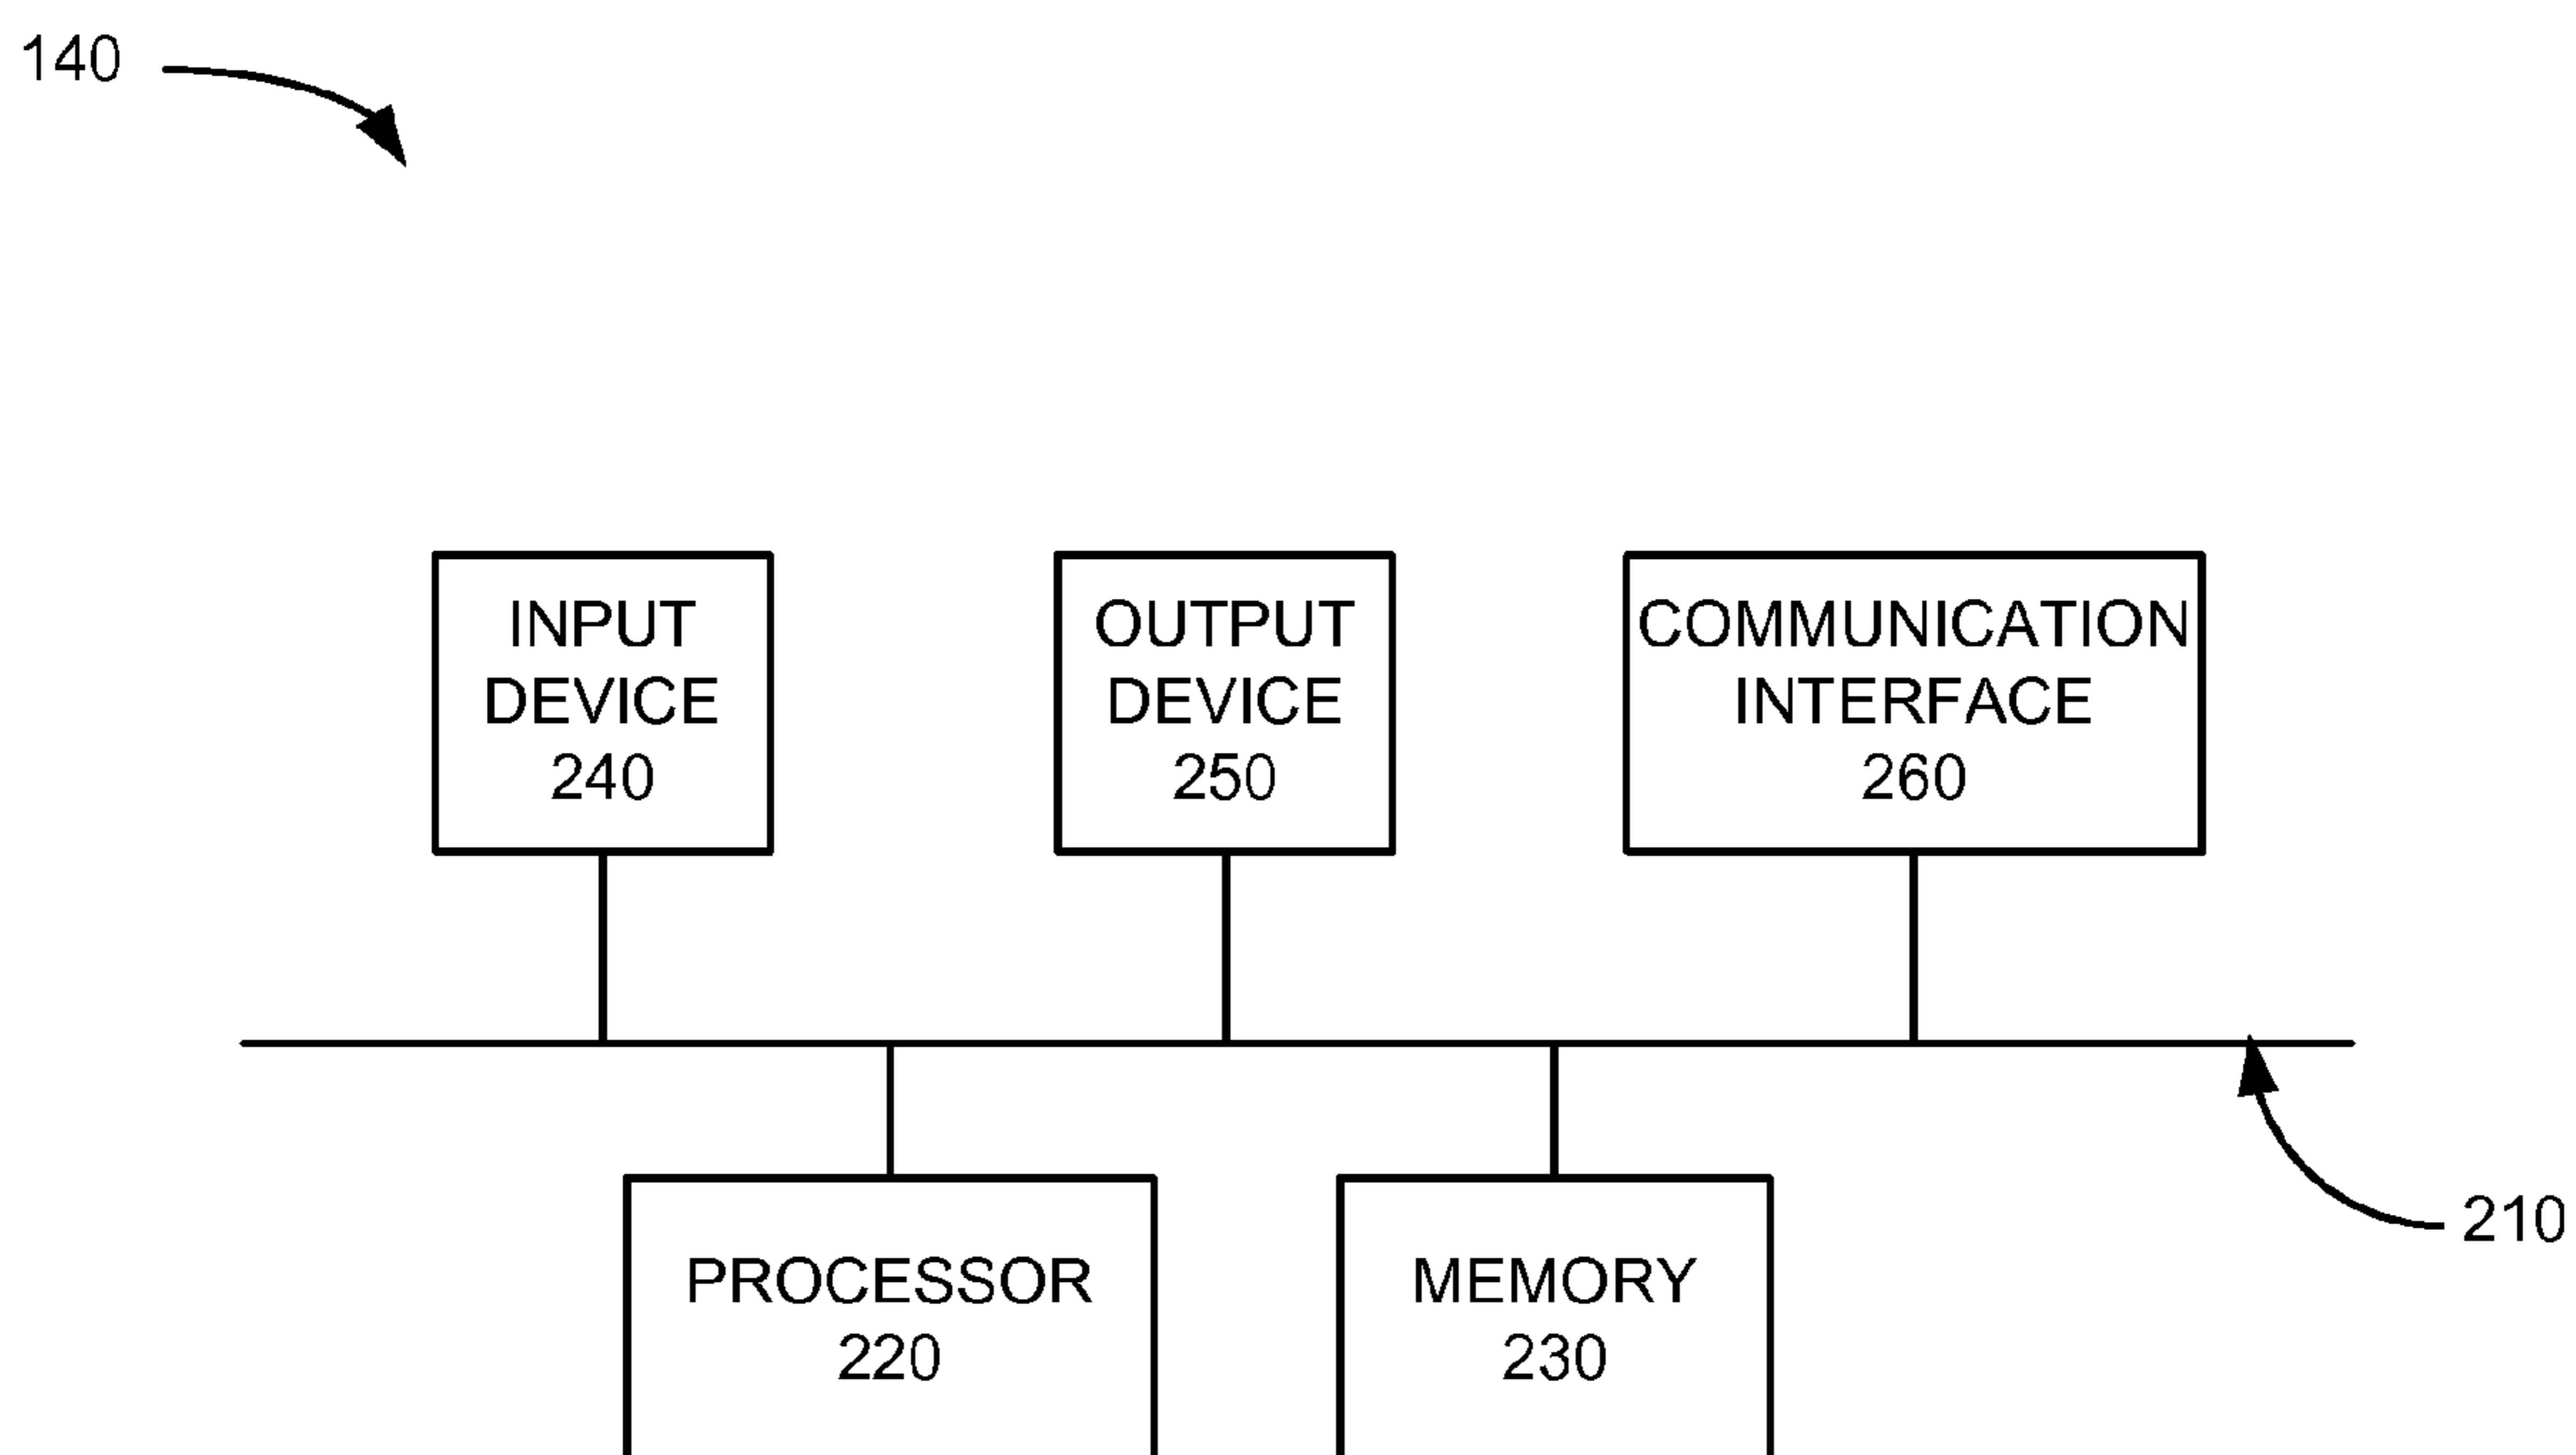 140
INPUT
DEVICE
240
OUTPUT
DEVICE
250
COMMUNICATION
INTERFACE
260
PROCESSOR
220
MEMORY
230
210